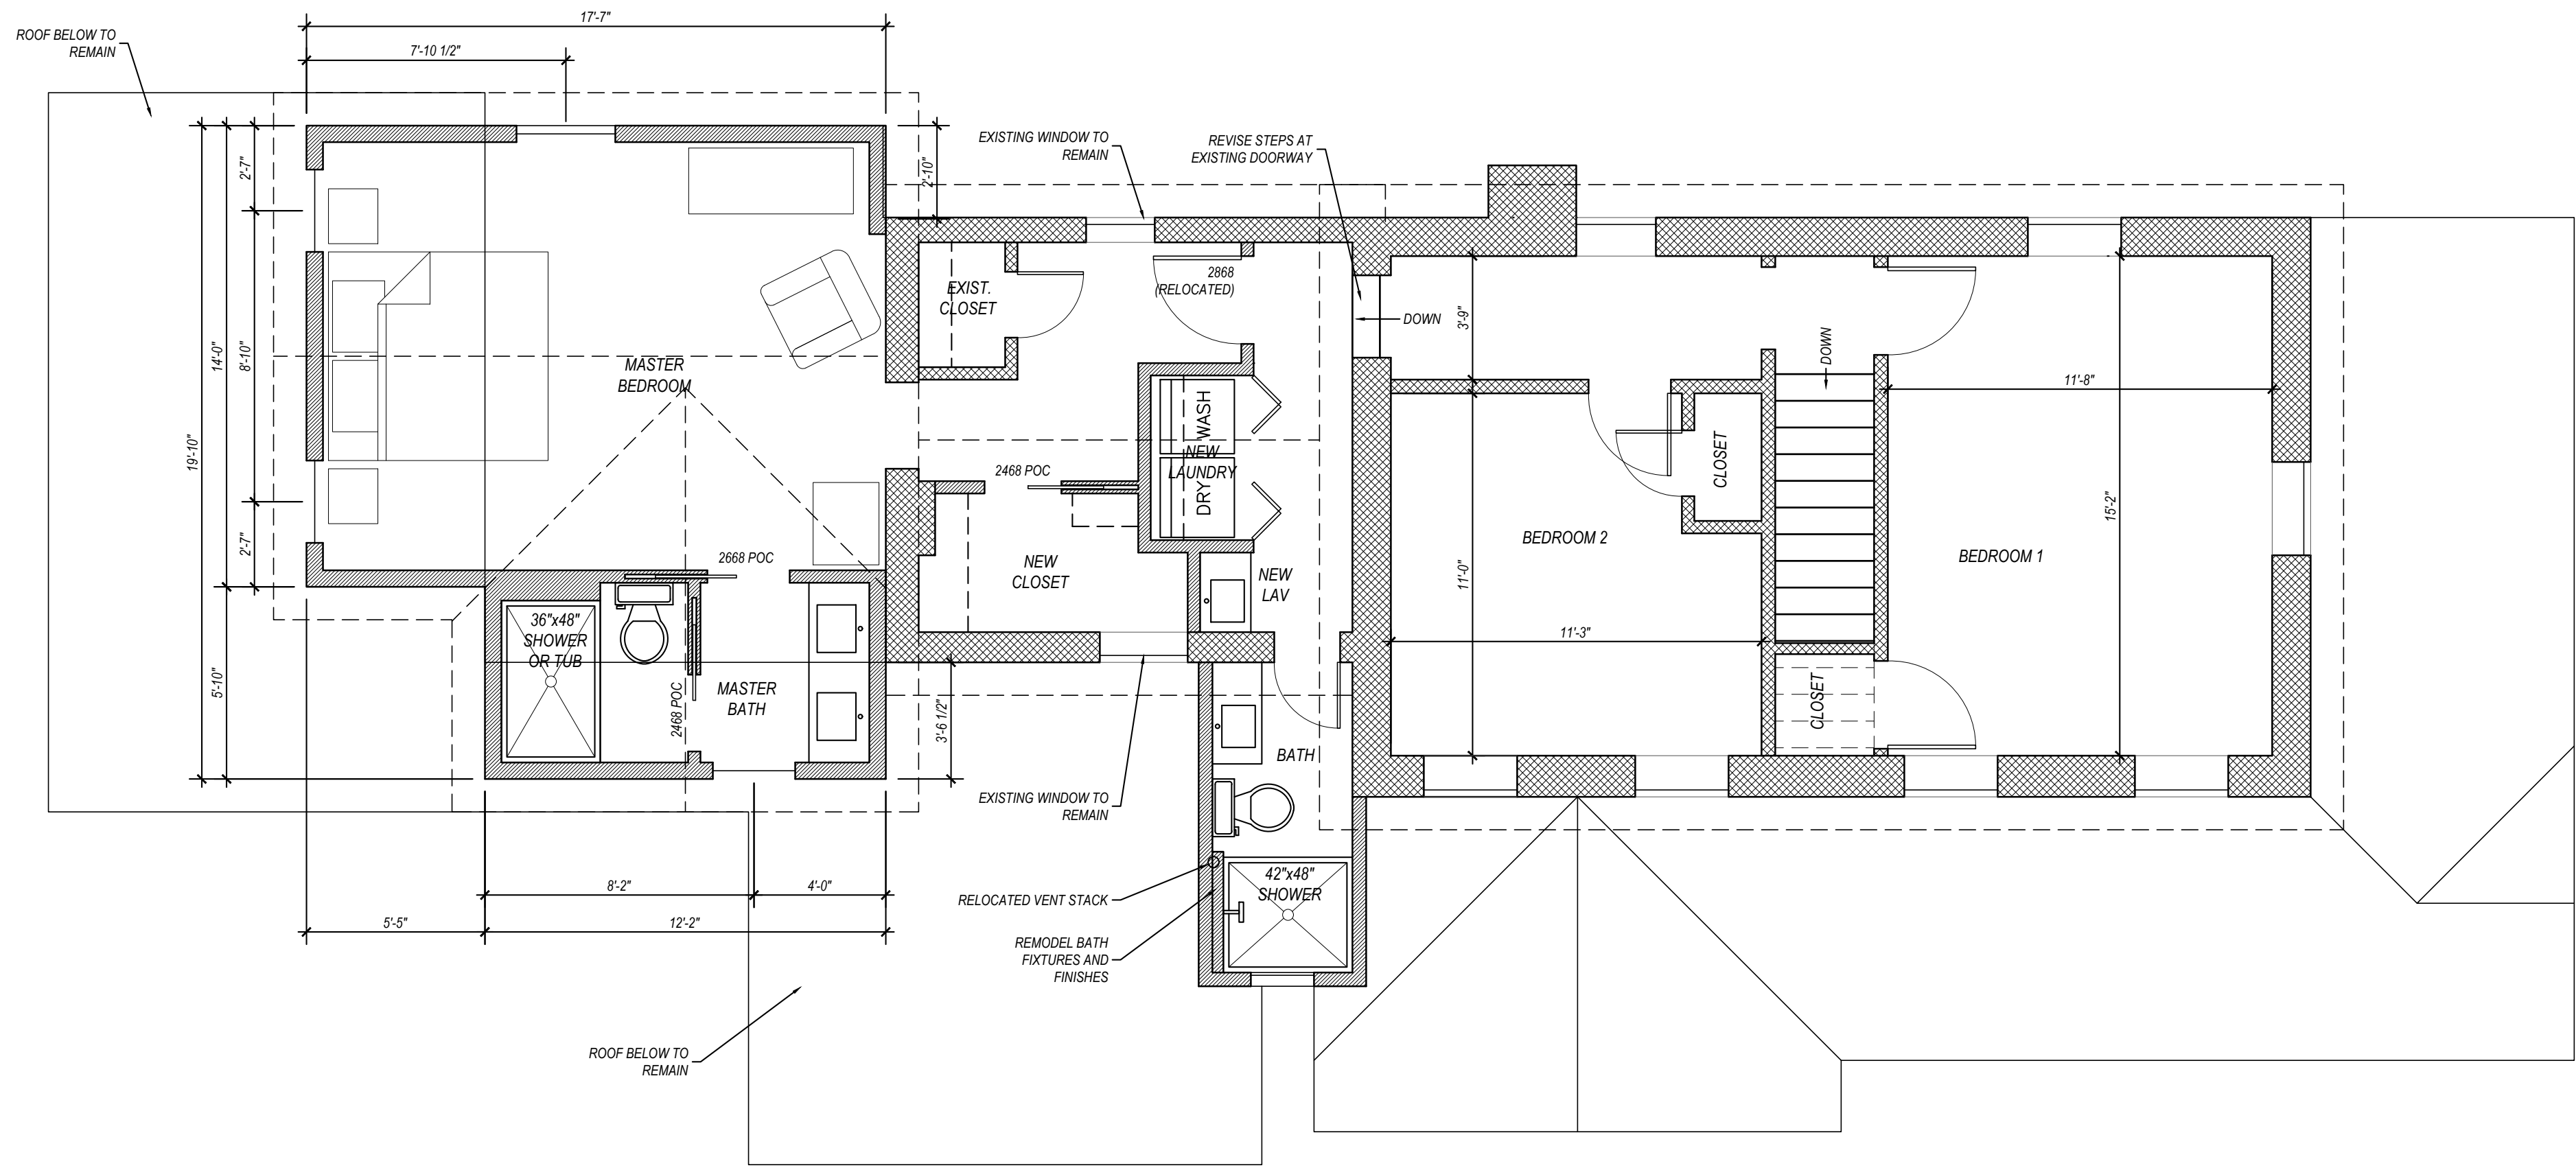 17'-7"
ROOF BELOW TO
REMAIN
7'-10 1/2"
EXISTING WINDOW TO
REMAIN
REVISE STEPS AT
EXISTING DOORWAY
2'-7"
2'-10"
2868
(RELOCATED)
EXIST.
CLOSET
DOWN
3'-9"
DOWN
14'-0"
8'-10"
MASTER
BEDROOM
11'-8"
WASH
19'-10"
NEW
LAUNDRY
DRY
2468 POC
CLOSET
15'-2"
2'-7"
BEDROOM 2
BEDROOM 1
2668 POC
NEW
CLOSET
NEW
LAV
11'-0"
36"x48"
SHOWER
OR TUB
11'-3"
5'-10"
MASTER
BATH
2468 POC
3'-6 1/2"
CLOSET
BATH
EXISTING WINDOW TO
REMAIN
8'-2"
4'-0"
42"x48"
SHOWER
RELOCATED VENT STACK
5'-5"
12'-2"
REMODEL BATH
FIXTURES AND
FINISHES
ROOF BELOW TO
REMAIN